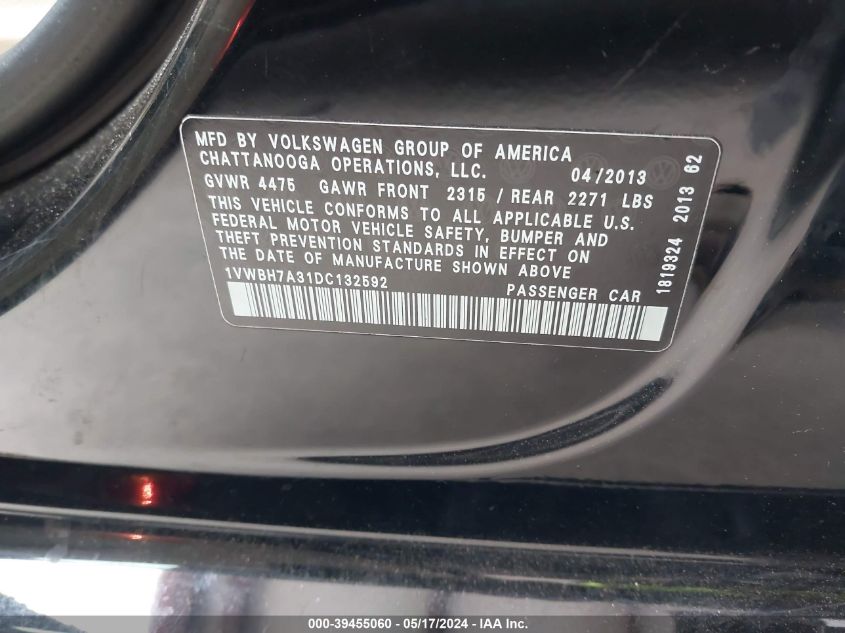 MFD BY VOLKSWAGEN GROUP OF AMERICA
CHATTANOOGA OPERATIONS, LLC. 04/2013
GVWR 4475 GAWR FRONT 2315 / REAR 2271 LBS
THIS VEHICLE CONFORMS TO ALL APPLICABLE U.S.
FEDERAL MOTOR VEHICLE SAFETY, BUMPER AND
THEFT PREVENTION STANDARDS IN EFFECT ON
THE DATE OF MANUFACTURE SHOWN ABOVE
1VWBH7A31DC132592 PASSENGER CAR
1819324 2013 62
000-39455060 - 05/17/2024 - IAA Inc.